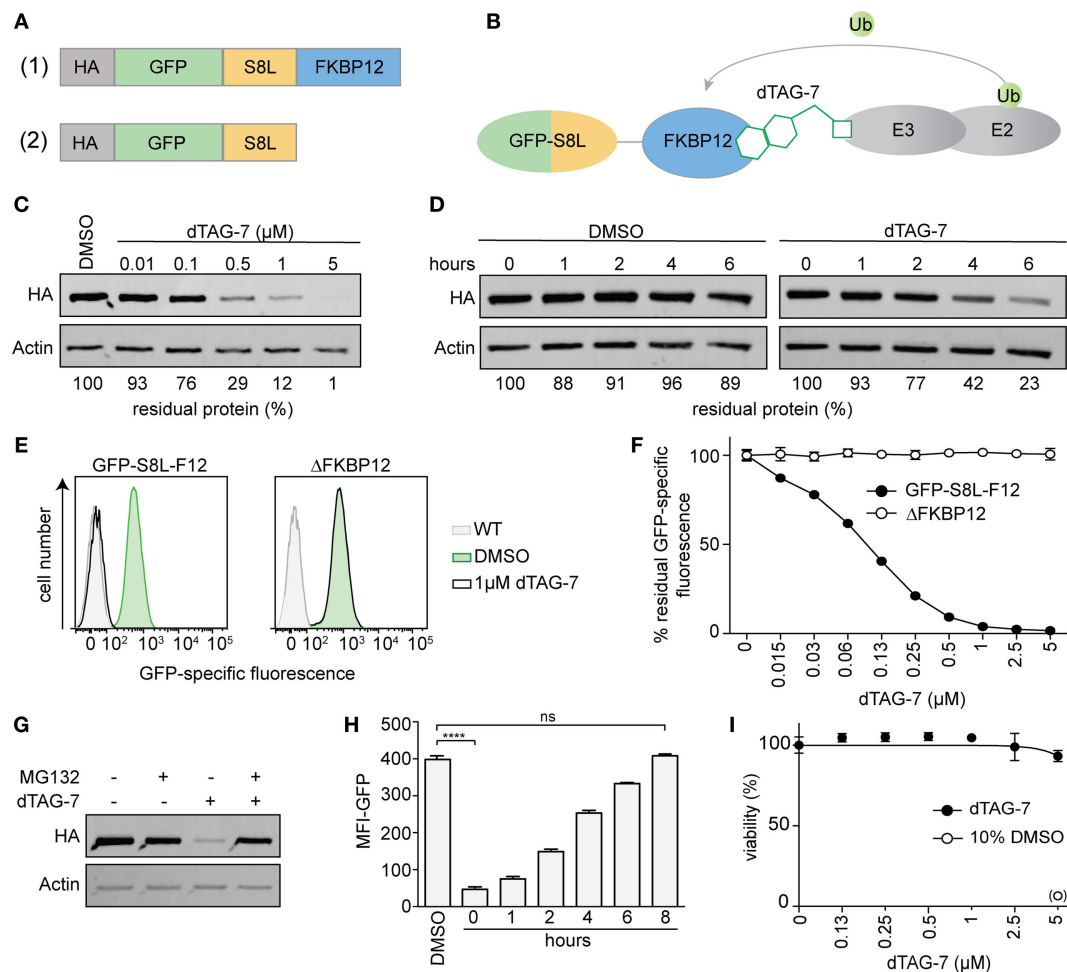 A
(1) HA GFP S8L FKBP12
(2) HA GFP S8L
B
Ub
dTAG-7
Ub
GFP-S8L FKBP12 E3 E2
C
DMSO
dTAG-7 (µM)
0.01 0.1 0.5 1 5
HA
Actin
100 93 76 29 12 1
residual protein (%)
D
DMSO dTAG-7
hours 0 1 2 4 6 0 1 2 4 6
HA
Actin
100 88 91 96 89 100 93 77 42 23
residual protein (%) residual protein (%)
E
GFP-S8L-F12 ΔFKBP12
cell number
WT
DMSO
1µM dTAG-7
0 10² 10³ 10⁴ 10⁵ 0 10² 10³ 10⁴ 10⁵
GFP-specific fluorescence
F
% residual GFP-specific
fluorescence
100
50
0
GFP-S8L-F12
ΔFKBP12
0 0.015 0.03 0.06 0.13 0.25 0.5 1 2.5 5
dTAG-7 (µM)
G
MG132 - + - +
dTAG-7 - - + +
HA
Actin
H
ns
****
MFI-GFP
500
400
300
200
100
0
DMSO 0 1 2 4 6 8
hours
I
viability (%)
100
50
0
dTAG-7
10% DMSO
(o)
0 0.13 0.25 0.5 1 2.5 5
dTAG-7 (µM)